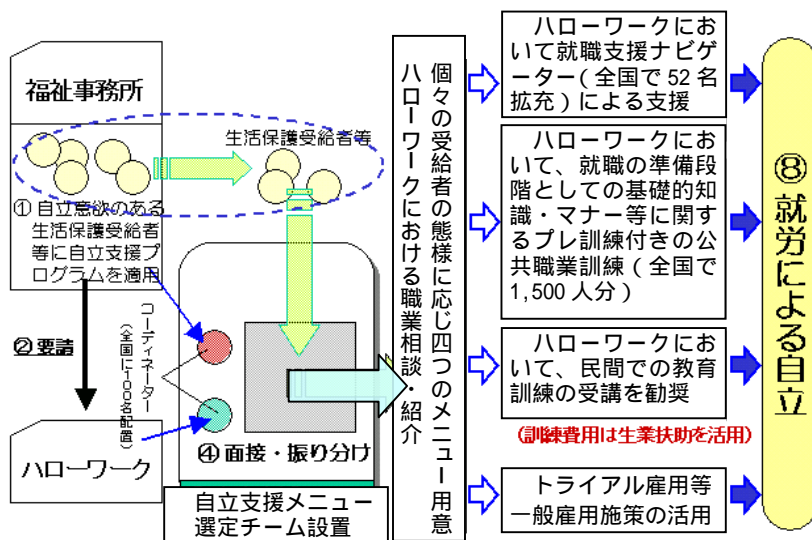 福祉事務所
生活保護受給者等
① 自立意欲のある
生活保護受給者
等に自立支援プ
ログラムを適用
② 要請
コーディネーター
(全国に100名配置)
ハローワーク
④ 面接・振り分け
自立支援メニュー
選定チーム設置
個々の受給者の態様に応じ四つのメニュー用意
ハローワークにおける職業相談・紹介
ハローワークにお
いて就職支援ナビゲ
ーター(全国で 52 名
拡充)による支援
ハローワークにお
いて、就職の準備段
階としての基礎的知
識・マナー等に関す
るプレ訓練付きの公
共職業訓練(全国で
1,500 人分)
ハローワークにお
いて、民間での教育
訓練の受講を勧奨
(訓練費用は生業扶助を活用)
トライアル雇用等
一般雇用施策の活用
⑧ 就労による自立